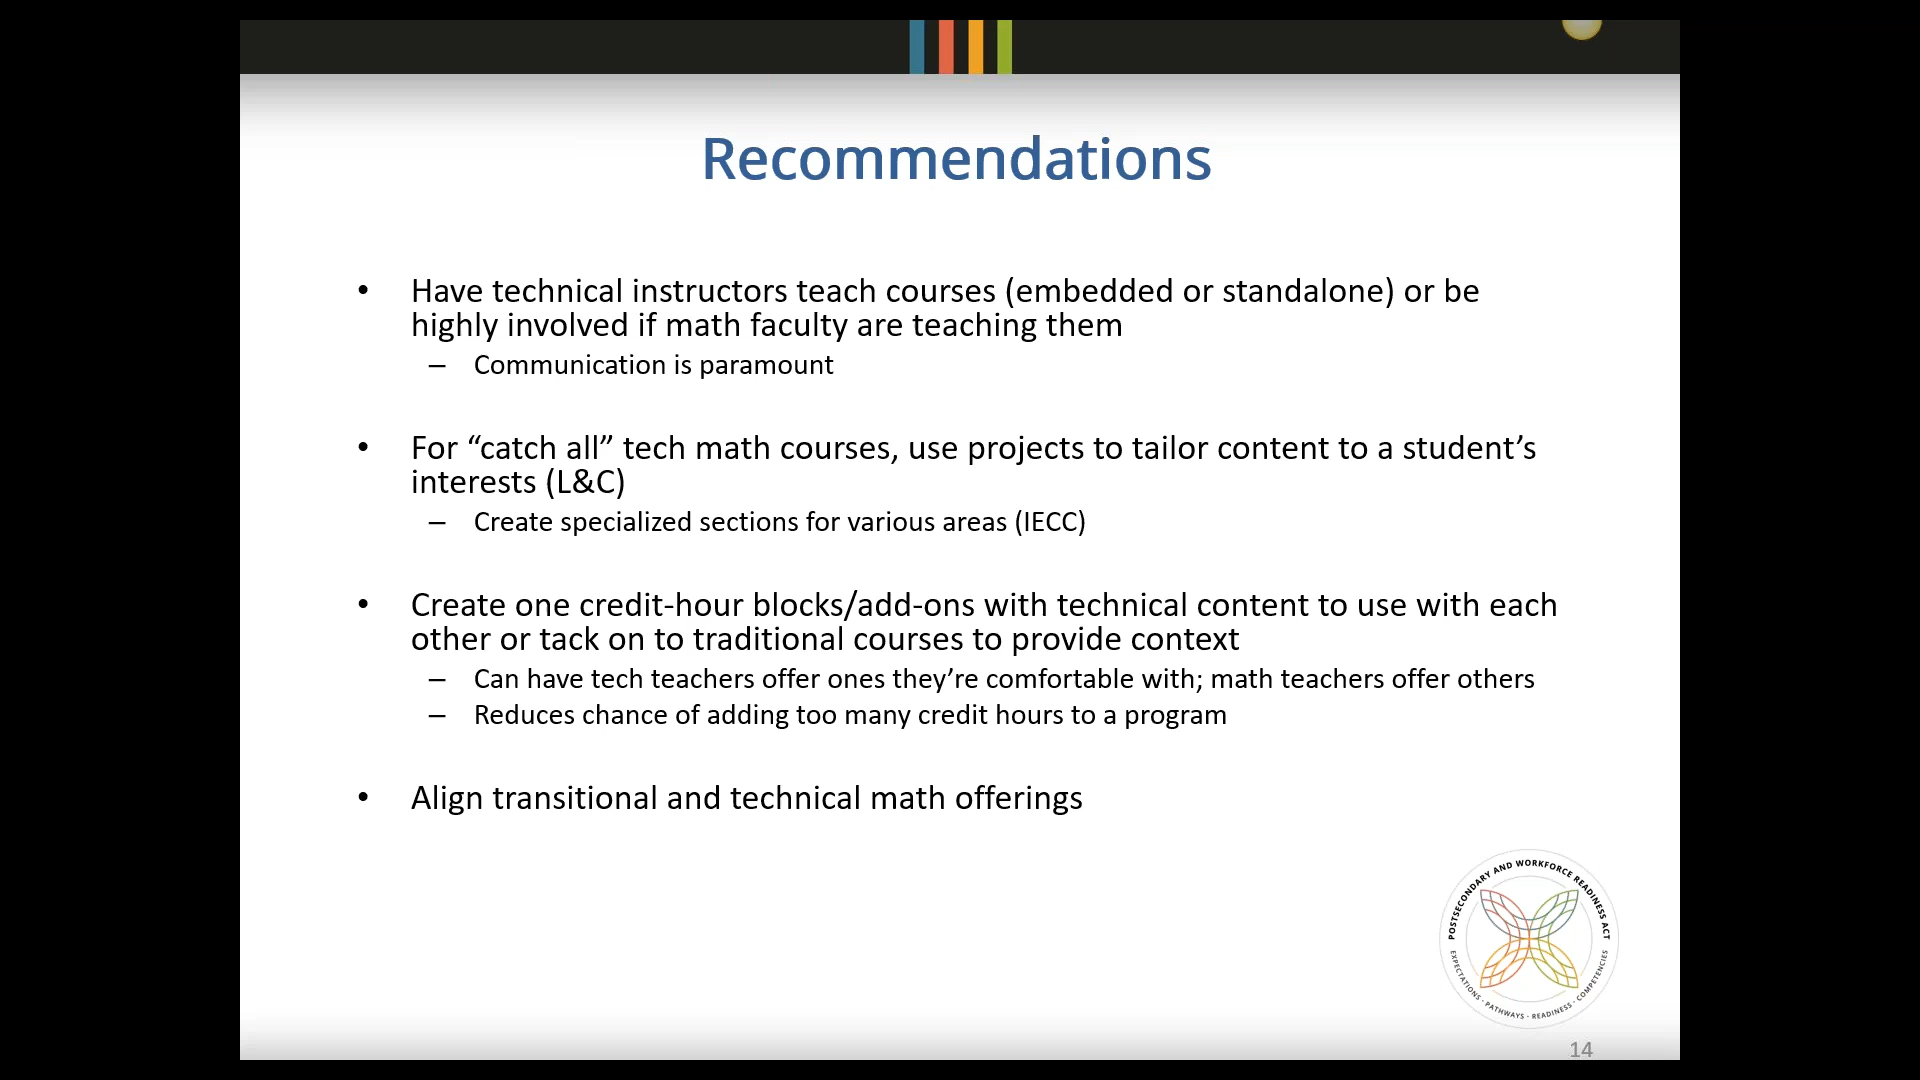 Recommendations
• Have technical instructors teach courses (embedded or standalone) or be
highly involved if math faculty are teaching them
– Communication is paramount
• For “catch all” tech math courses, use projects to tailor content to a student’s
interests (L&C)
– Create specialized sections for various areas (IECC)
• Create one credit-hour blocks/add-ons with technical content to use with each
other or tack on to traditional courses to provide context
– Can have tech teachers offer ones they’re comfortable with; math teachers offer others
– Reduces chance of adding too many credit hours to a program
• Align transitional and technical math offerings
POSTSECONDARY AND WORKFORCE READINESS ACT
EXPECTATIONS · PATHWAYS · READINESS · COMPETENCIES
14